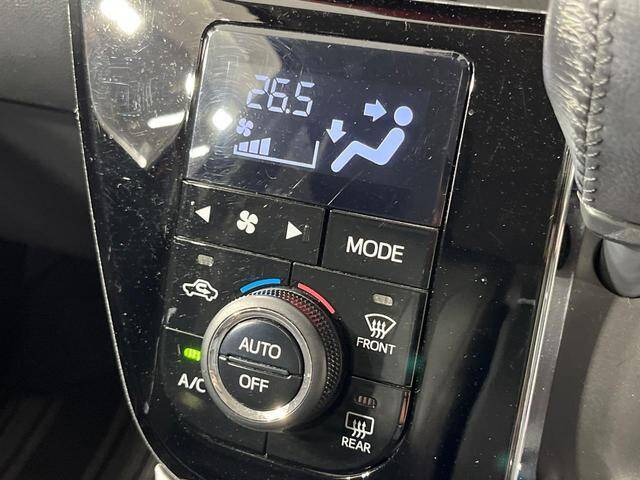 26.5
MODE
FRONT
AUTO
OFF
A/C
REAR